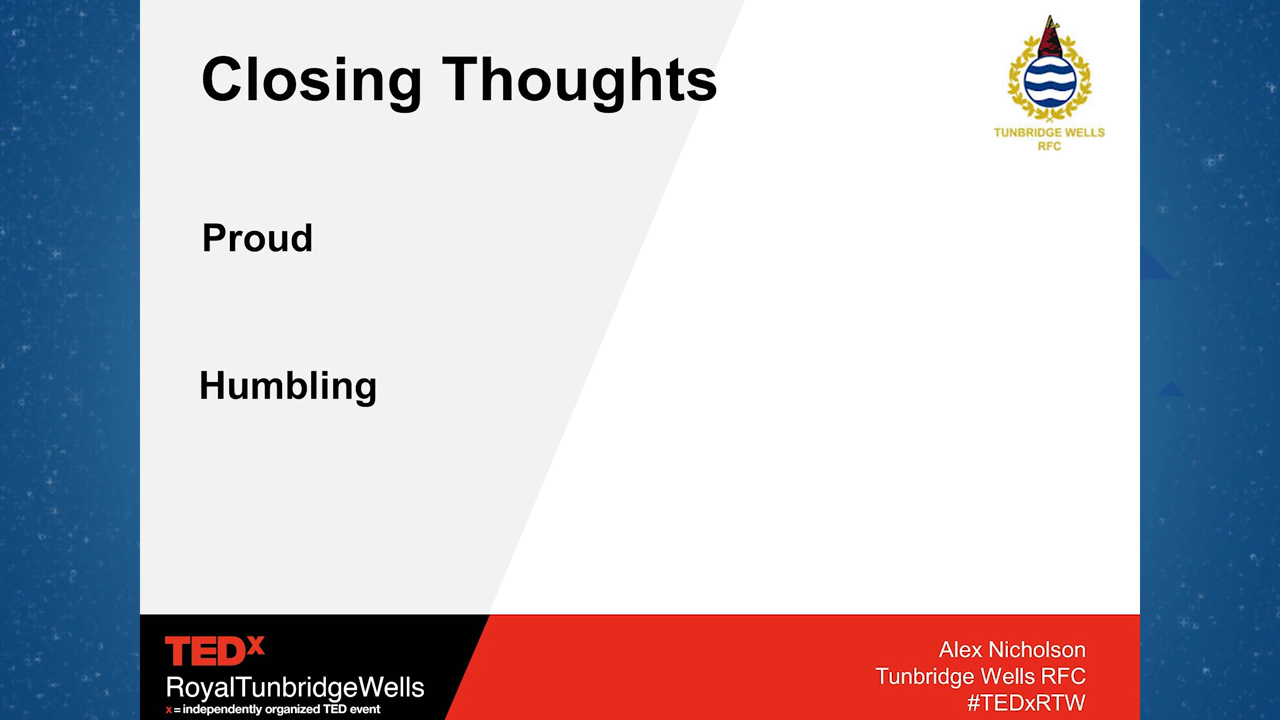 Closing Thoughts
TUNBRIDGE WELLS
RFC
Proud
Humbling
TEDx
RoyalTunbridgeWells
x = independently organized TED event
Alex Nicholson
Tunbridge Wells RFC
#TEDxRTW